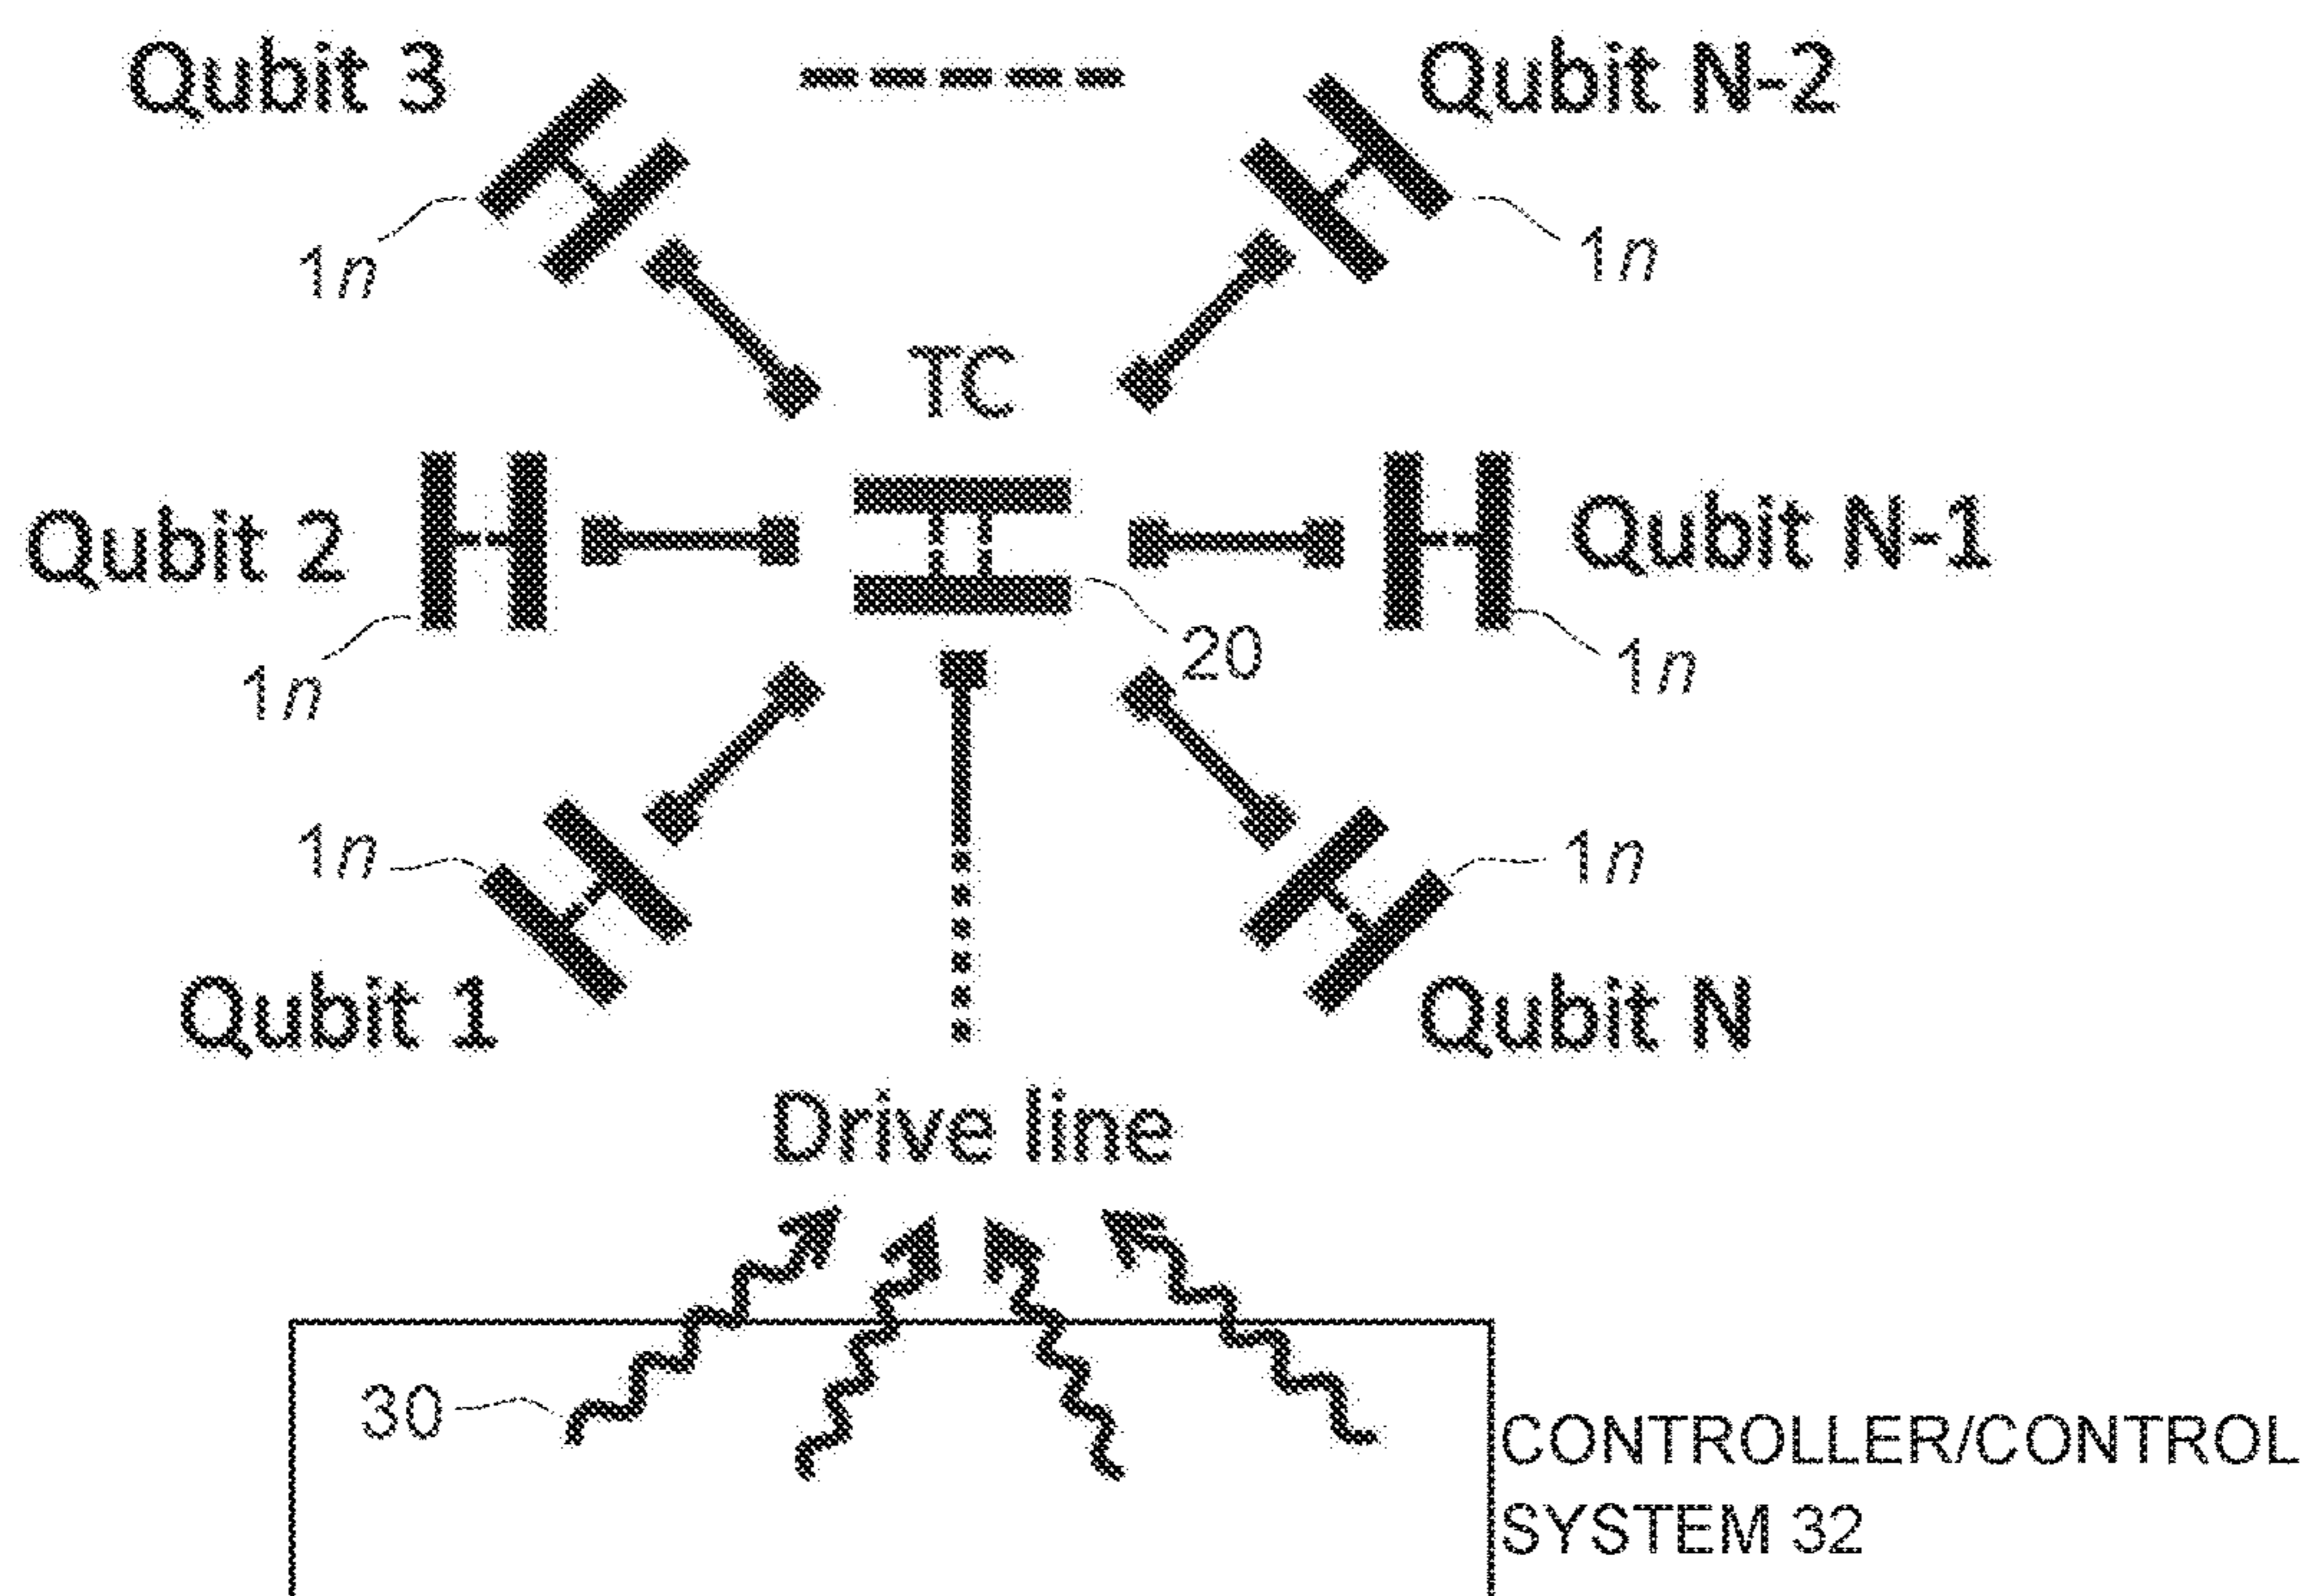 Qubit 3
Qubit N-2
1n
1n
TC
Qubit 2
Qubit N-1
20
1n
1n
1n
1n
Qubit 1
Qubit N
Drive line
30
CONTROLLER/CONTROL
SYSTEM 32